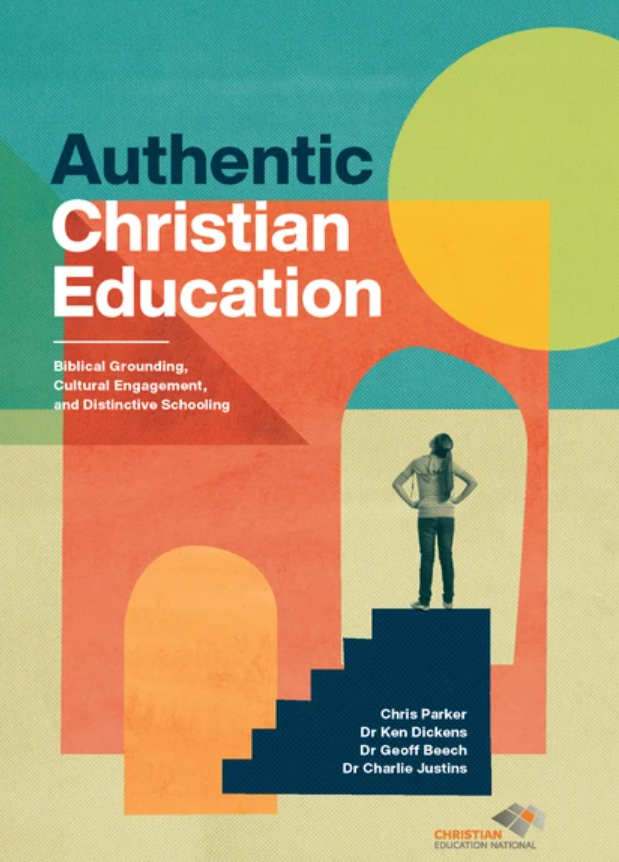 Authentic
Christian
Education
Biblical Grounding,
Cultural Engagement,
and Distinctive Schooling
Chris Parker
Dr Ken Dickens
Dr Geoff Beech
Dr Charlie Justins
CHRISTIAN
EDUCATION NATIONAL